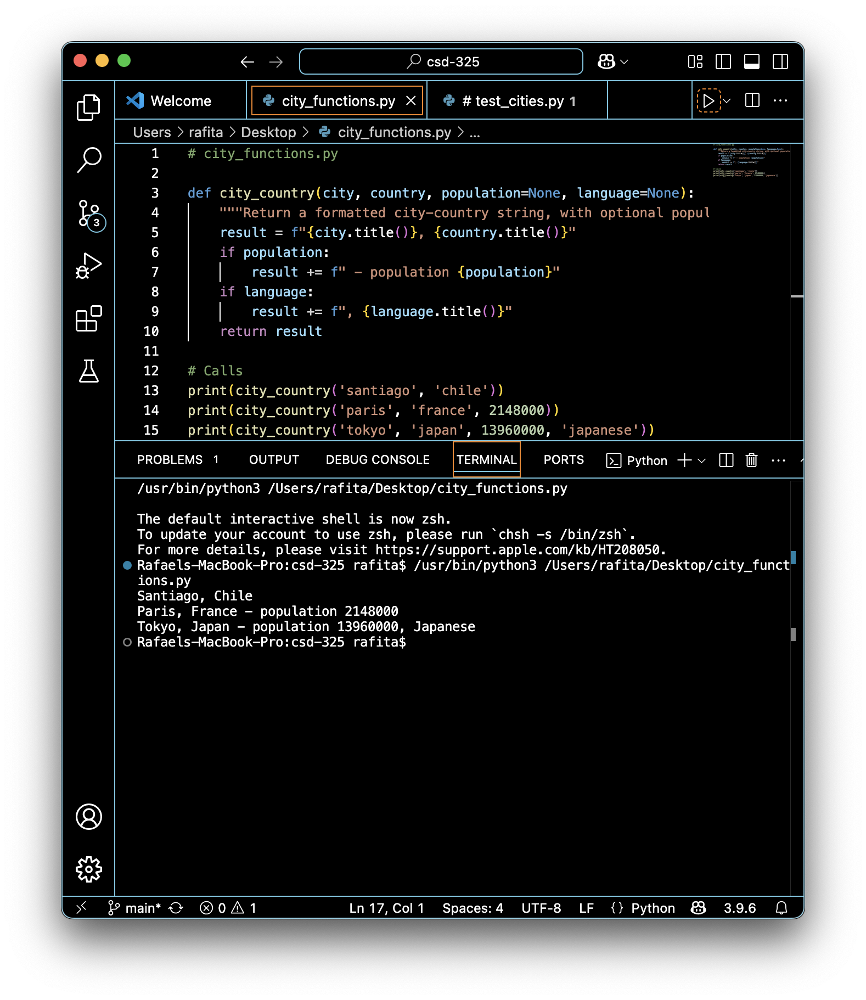 csd-325
Welcome
city_functions.py
# test_cities.py 1
Users > rafita > Desktop > city_functions.py > ...
1 # city_functions.py
2
3 def city_country(city, country, population=None, language=None):
4     """Return a formatted city-country string, with optional popul
5     result = f"{city.title()}, {country.title()}"
6     if population:
7         result += f" - population {population}"
8     if language:
9         result += f", {language.title()}"
10     return result
11
12 # Calls
13 print(city_country('santiago', 'chile'))
14 print(city_country('paris', 'france', 2148000))
15 print(city_country('tokyo', 'japan', 13960000, 'japanese'))
3
PROBLEMS 1 OUTPUT DEBUG CONSOLE TERMINAL PORTS Python
/usr/bin/python3 /Users/rafita/Desktop/city_functions.py
The default interactive shell is now zsh.
To update your account to use zsh, please run `chsh -s /bin/zsh`.
For more details, please visit https://support.apple.com/kb/HT208050.
Rafaels-MacBook-Pro:csd-325 rafita$ /usr/bin/python3 /Users/rafita/Desktop/city_funct
ions.py
Santiago, Chile
Paris, France - population 2148000
Tokyo, Japan - population 13960000, Japanese
Rafaels-MacBook-Pro:csd-325 rafita$
main* 0 1 Ln 17, Col 1 Spaces: 4 UTF-8 LF {} Python 3.9.6